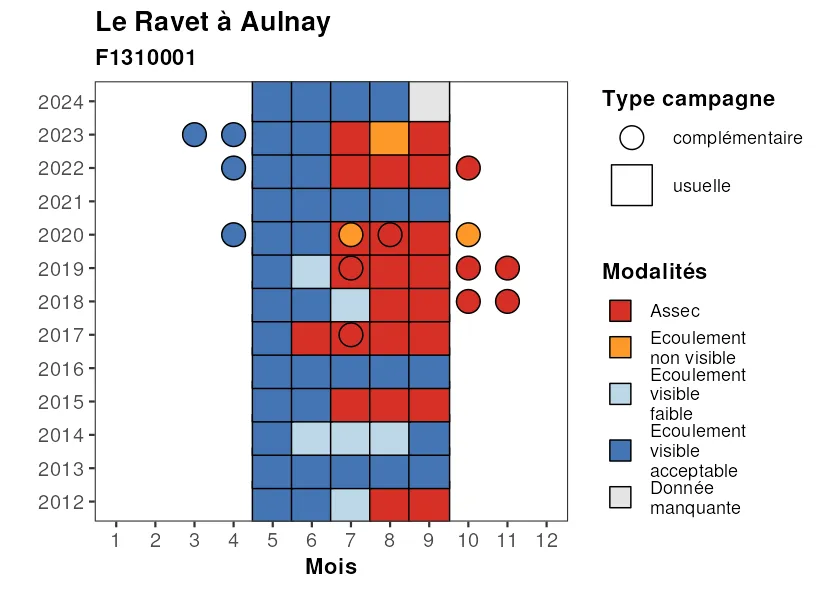 Le Ravet à Aulnay
F1310001
2024
2023
2022
2021
2020
2019
2018
2017
2016
2015
2014
2013
2012
1 2 3 4 5 6 7 8 9 10 11 12
Mois
Type campagne
complémentaire
usuelle
Modalités
Assec
Ecoulement
non visible
Ecoulement
visible
faible
Ecoulement
visible
acceptable
Donnée
manquante